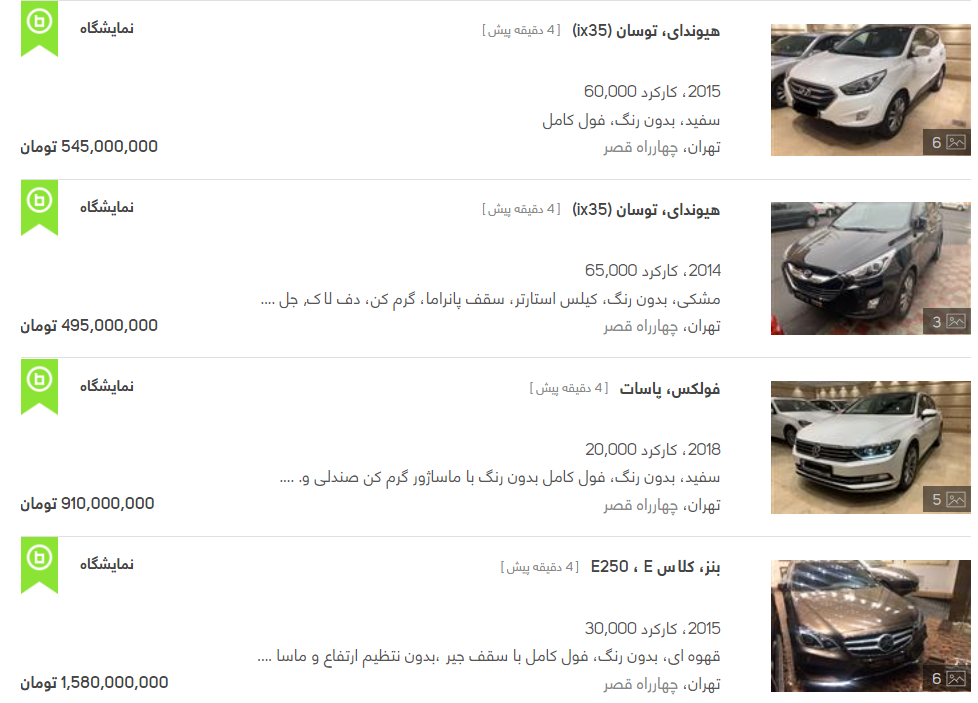 هیوندای، توسان (ix35) [ 4 دقیقه پیش ]
نمایشگاه
2015، کارکرد 60,000
سفید، بدون رنگ، فول کامل
تهران، چهارراه قصر
545,000,000 تومان
6
هیوندای، توسان (ix35) [ 4 دقیقه پیش ]
نمایشگاه
2014، کارکرد 65,000
مشکی، بدون رنگ، کیلس استارتر، سقف پانراما، گرم کن، دف لاک, جل ....
تهران، چهارراه قصر
495,000,000 تومان
3
فولکس، پاسات [ 4 دقیقه پیش ]
نمایشگاه
2018، کارکرد 20,000
سفید، بدون رنگ، فول کامل بدون رنگ با ماساژور گرم کن صندلی و. ....
تهران، چهارراه قصر
910,000,000 تومان
5
بنز، کلاس E ، E250 [ 4 دقیقه پیش ]
نمایشگاه
2015، کارکرد 30,000
قهوه ای، بدون رنگ، فول کامل با سقف جیر ،بدون نتظیم ارتفاع و ماسا ....
تهران، چهارراه قصر
1,580,000,000 تومان
6